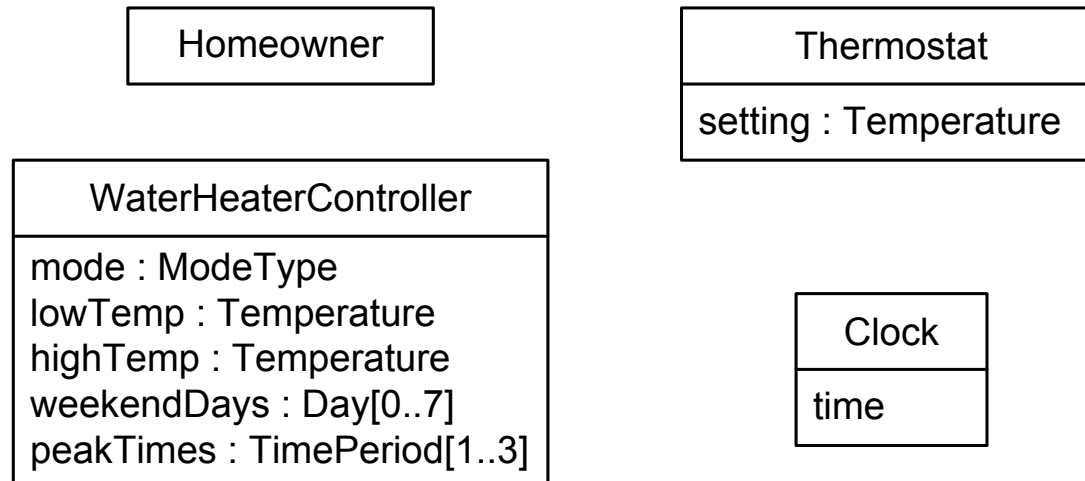 Homeowner
Thermostat
setting : Temperature
WaterHeaterController
mode : ModeType
lowTemp : Temperature
highTemp : Temperature
weekendDays : Day[0..7]
peakTimes : TimePeriod[1..3]
Clock
time